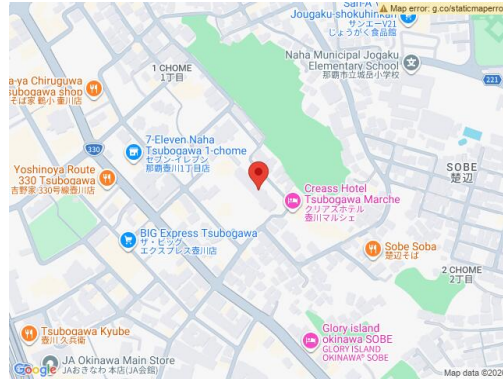 Map error: g.co/staticmaperro
San-A V
Jougaku-shokuhinkan
サンエーV21
じょうがく食品館
Naha Municipal Jogaku
Elementary School
那覇市立城岳小学校
221
1 CHOME
1丁目
a-ya Chiruguwa
subogawa shop
そば家 鶴小 壷川店
330
7-Eleven Naha
Tsubogawa 1-chome
セブン-イレブン
那覇壺川1丁目店
SOBE
楚辺
Yoshinoya Route
330 Tsubogawa
吉野家 330号線壷川店
Creass Hotel
Tsubogawa Marche
クリアスホテル
壺川マルシェ
BIG Express Tsubogawa
ザ・ビッグ
エクスプレス壺川店
Sobe Soba
楚辺そば
2 CHOME
2丁目
Tsubogawa Kyube
壺川 久兵衛
Glory island
okinawa SOBE
GLORY ISLAND
OKINAWA® SOBE
JA Okinawa Main Store
JAおきなわ 本店(JA会館)
Google
Map data ©202